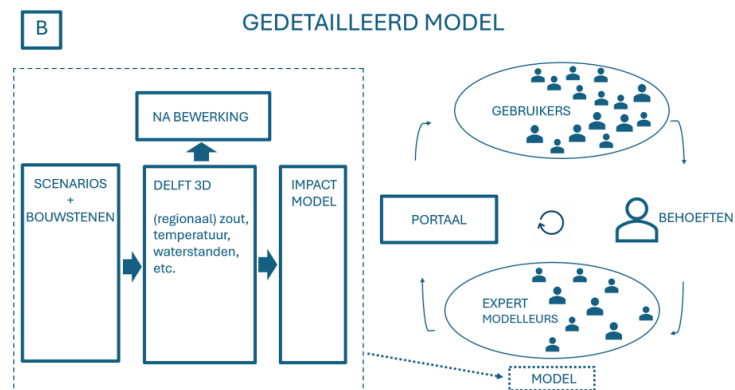 B
GEDETAILLEERD MODEL
NA BEWERKING
SCENARIOS
+
BOUWSTENEN
DELFT 3D
(regionaal) zout,
temperatuur,
waterstanden,
etc.
IMPACT
MODEL
GEBRUIKERS
PORTAAL
BEHOEFTEN
EXPERT
MODELLEURS
MODEL